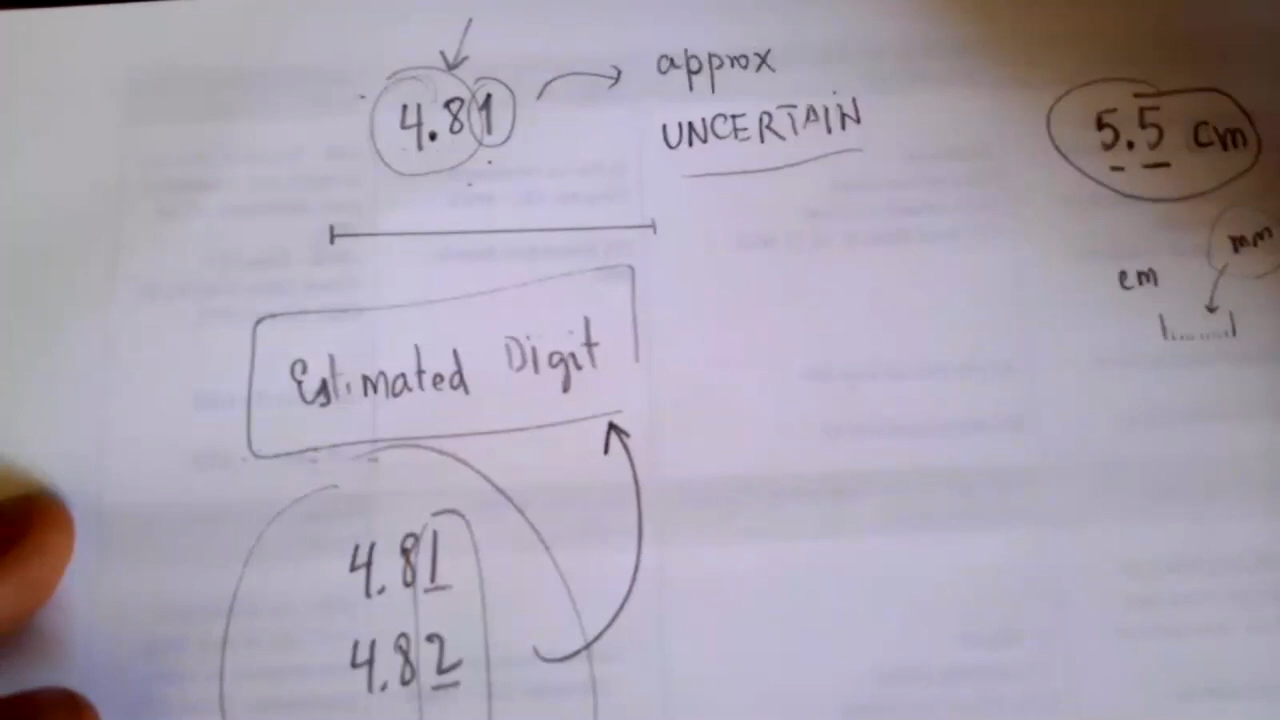 4.81
approx
UNCERTAIN
5.5 cm
mm
cm
Estimated Digit
4.81
4.82